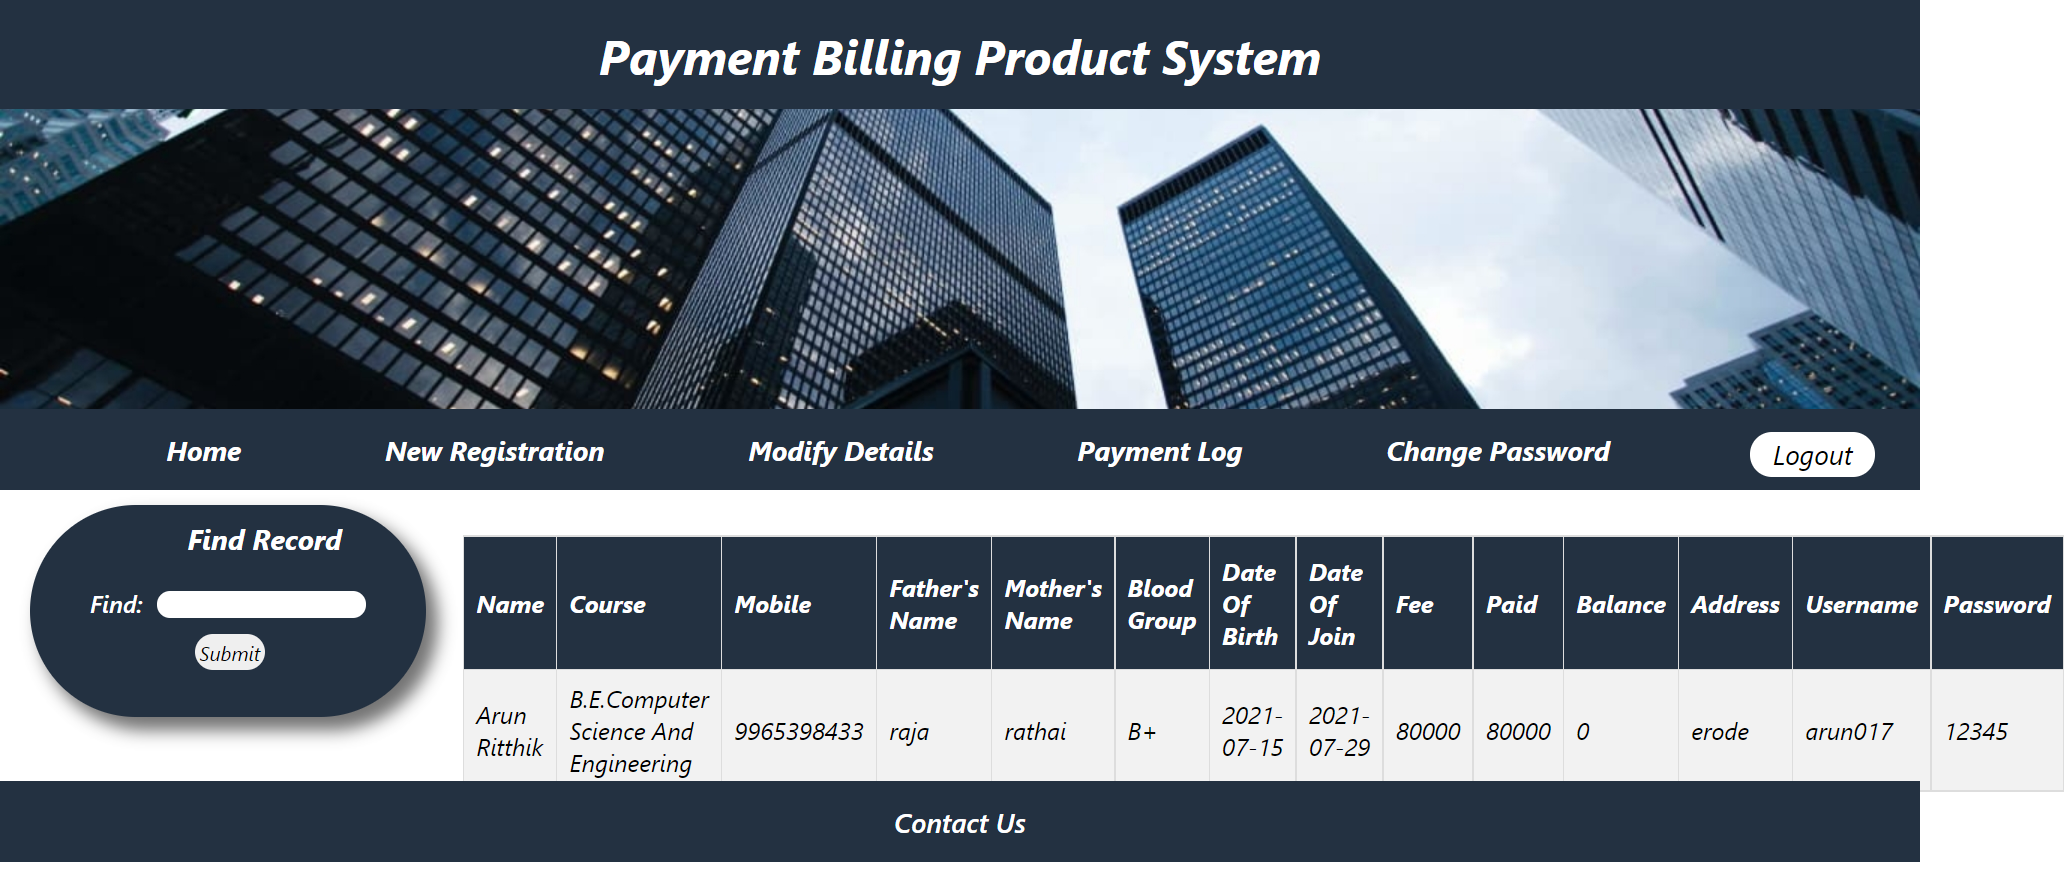 Payment Billing Product System
Home New Registration Modify Details Payment Log Change Password Logout
Find Record
Find:
Submit
Name Course Mobile Father's Name Mother's Name Blood Group Date Of Birth Date Of Join Fee Paid Balance Address Username Password
Arun Ritthik B.E.Computer Science And Engineering 9965398433 raja rathai B+ 2021-07-15 2021-07-29 80000 80000 0 erode arun017 12345
Contact Us